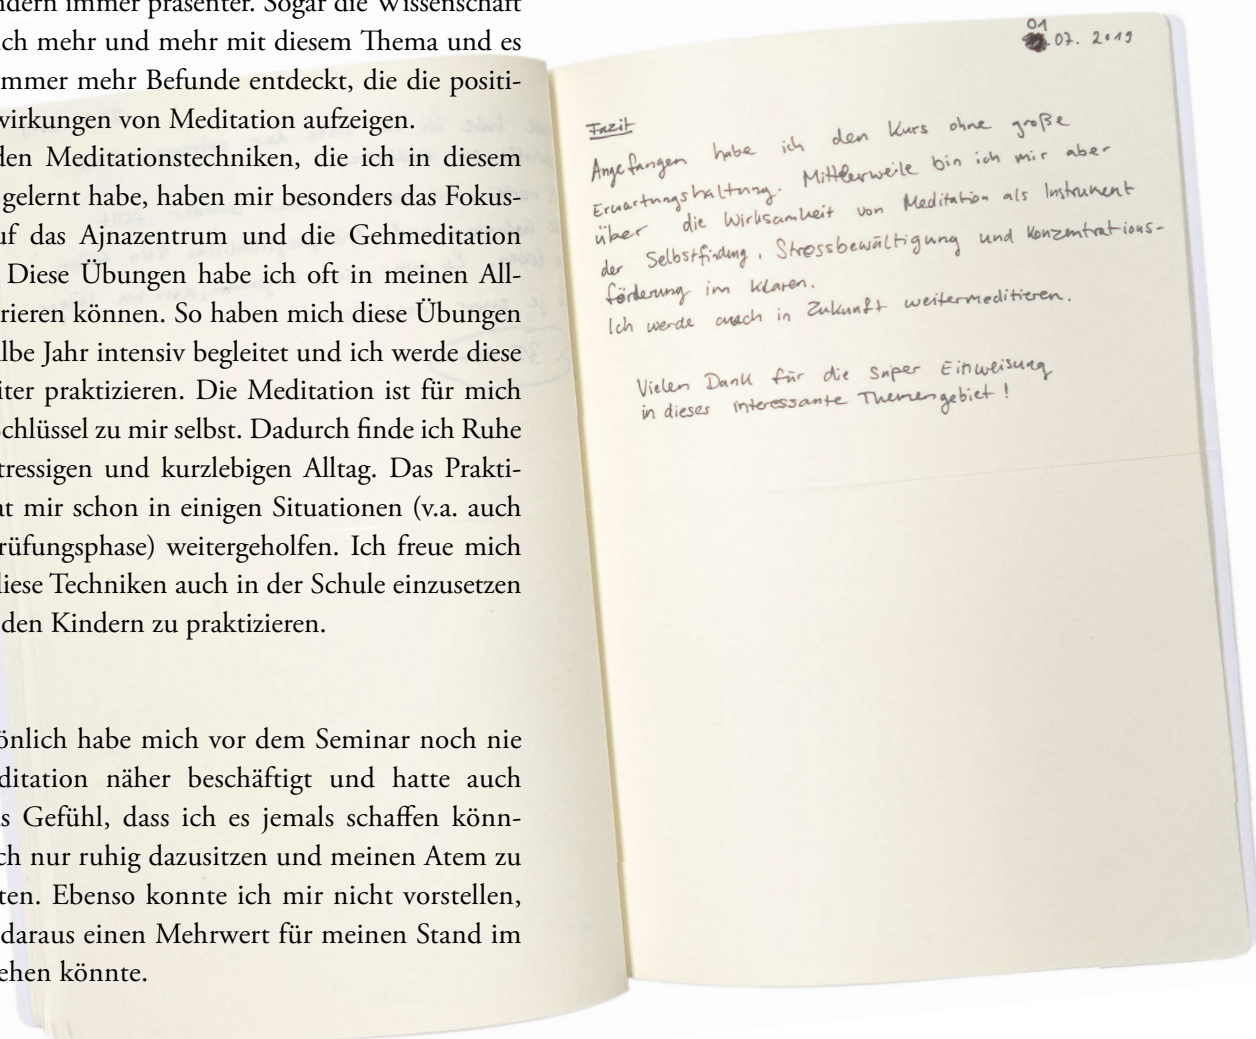 ndern immer präsenter. Sogar die Wissenschaft
ch mehr und mehr mit diesem Thema und es
mmer mehr Befunde entdeckt, die die positi-
wirkungen von Meditation aufzeigen.
den Meditationstechniken, die ich in diesem
gelernt habe, haben mir besonders das Fokus-
uf das Ajnazentrum und die Gehmeditation
Diese Übungen habe ich oft in meinen All-
rieren können. So haben mich diese Übungen
albe Jahr intensiv begleitet und ich werde diese
iter praktizieren. Die Meditation ist für mich
Schlüssel zu mir selbst. Dadurch finde ich Ruhe
tressigen und kurzlebigen Alltag. Das Prakti-
at mir schon in einigen Situationen (v.a. auch
rüfungsphase) weitergeholfen. Ich freue mich
diese Techniken auch in der Schule einzusetzen
den Kindern zu praktizieren.
önlich habe mich vor dem Seminar noch nie
ditation näher beschäftigt und hatte auch
s Gefühl, dass ich es jemals schaffen könn-
ch nur ruhig dazusitzen und meinen Atem zu
ten. Ebenso konnte ich mir nicht vorstellen,
daraus einen Mehrwert für meinen Stand im
ehen könnte.
01
.07. 2019
Fazit
Angefangen habe ich den Kurs ohne große
Erwartungshaltung. Mittlerweile bin ich mir aber
über die Wirksamkeit von Meditation als Instrument
der Selbstfindung, Stressbewältigung und Konzentrations-
förderung im Klaren.
Ich werde auch in Zukunft weitermeditieren.
Vielen Dank für die super Einweisung
in dieses interessante Themengebiet!